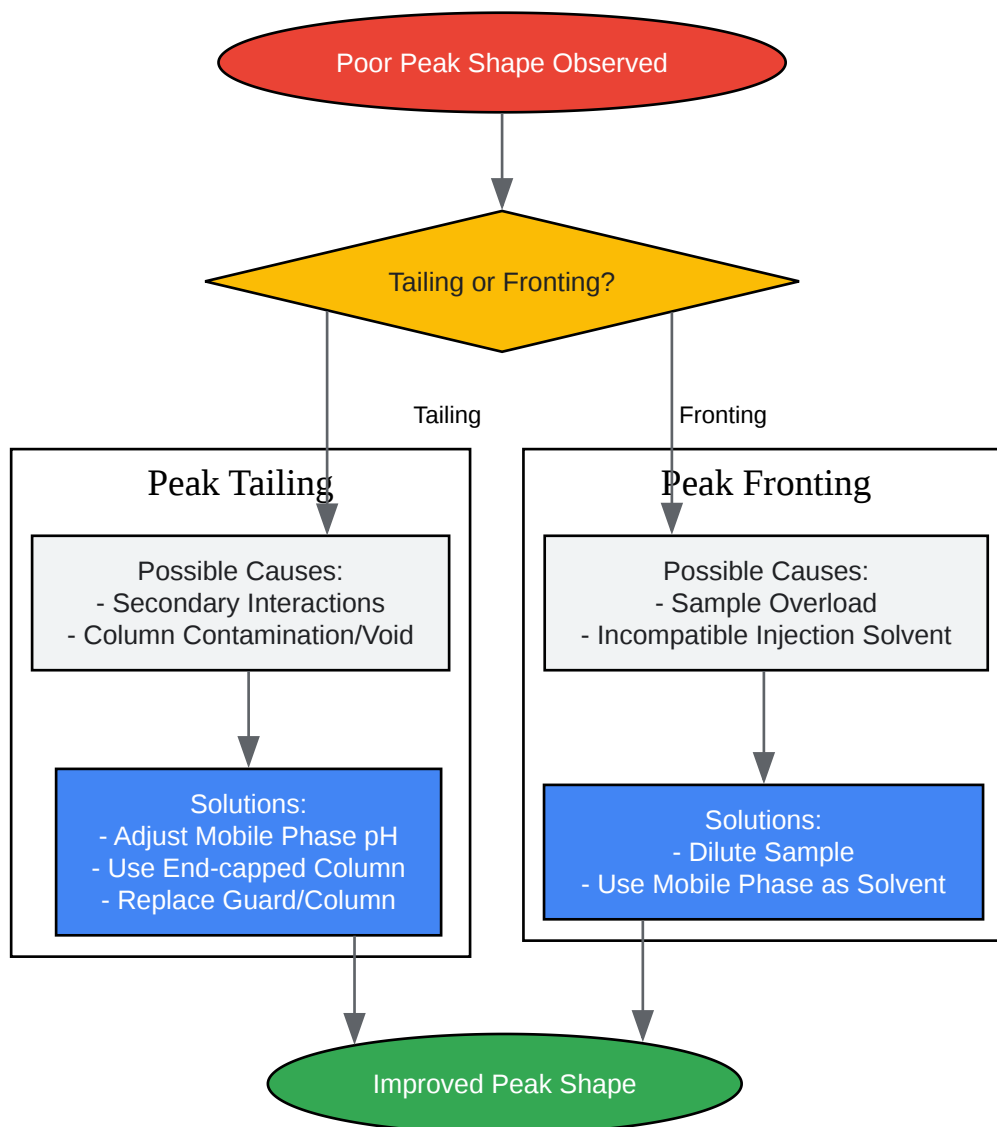 Poor Peak Shape Observed
Tailing or Fronting?
Tailing
Fronting
Peak Tailing
Possible Causes:
- Secondary Interactions
- Column Contamination/Void
Solutions:
- Adjust Mobile Phase pH
- Use End-capped Column
- Replace Guard/Column
Peak Fronting
Possible Causes:
- Sample Overload
- Incompatible Injection Solvent
Solutions:
- Dilute Sample
- Use Mobile Phase as Solvent
Improved Peak Shape